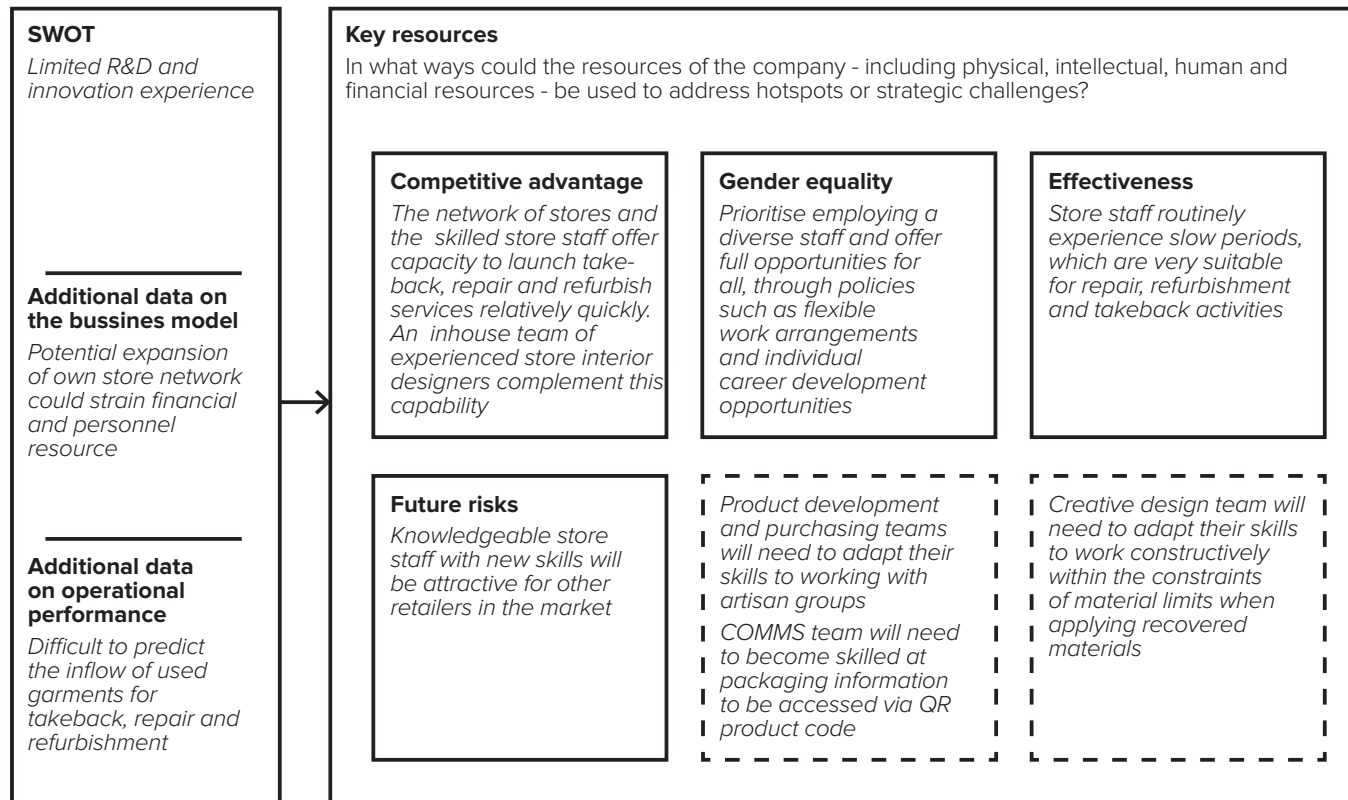 SWOT
Limited R&D and
innovation experience
Additional data on
the bussines model
Potential expansion
of own store network
could strain financial
and personnel
resource
Additional data
on operational
performance
Difficult to predict
the inflow of used
garments for
takeback, repair and
refurbishment
Key resources
In what ways could the resources of the company - including physical, intellectual, human and
financial resources - be used to address hotspots or strategic challenges?
Competitive advantage
The network of stores and
the skilled store staff offer
capacity to launch take-
back, repair and refurbish
services relatively quickly.
An inhouse team of
experienced store interior
designers complement this
capability
Gender equality
Prioritise employing a
diverse staff and offer
full opportunities for
all, through policies
such as flexible
work arrangements
and individual
career development
opportunities
Effectiveness
Store staff routinely
experience slow periods,
which are very suitable
for repair, refurbishment
and takeback activities
Future risks
Knowledgeable store
staff with new skills will
be attractive for other
retailers in the market
Product development
and purchasing teams
will need to adapt their
skills to working with
artisan groups
COMMS team will need
to become skilled at
packaging information
to be accessed via QR
product code
Creative design team will
need to adapt their skills
to work constructively
within the constraints
of material limits when
applying recovered
materials